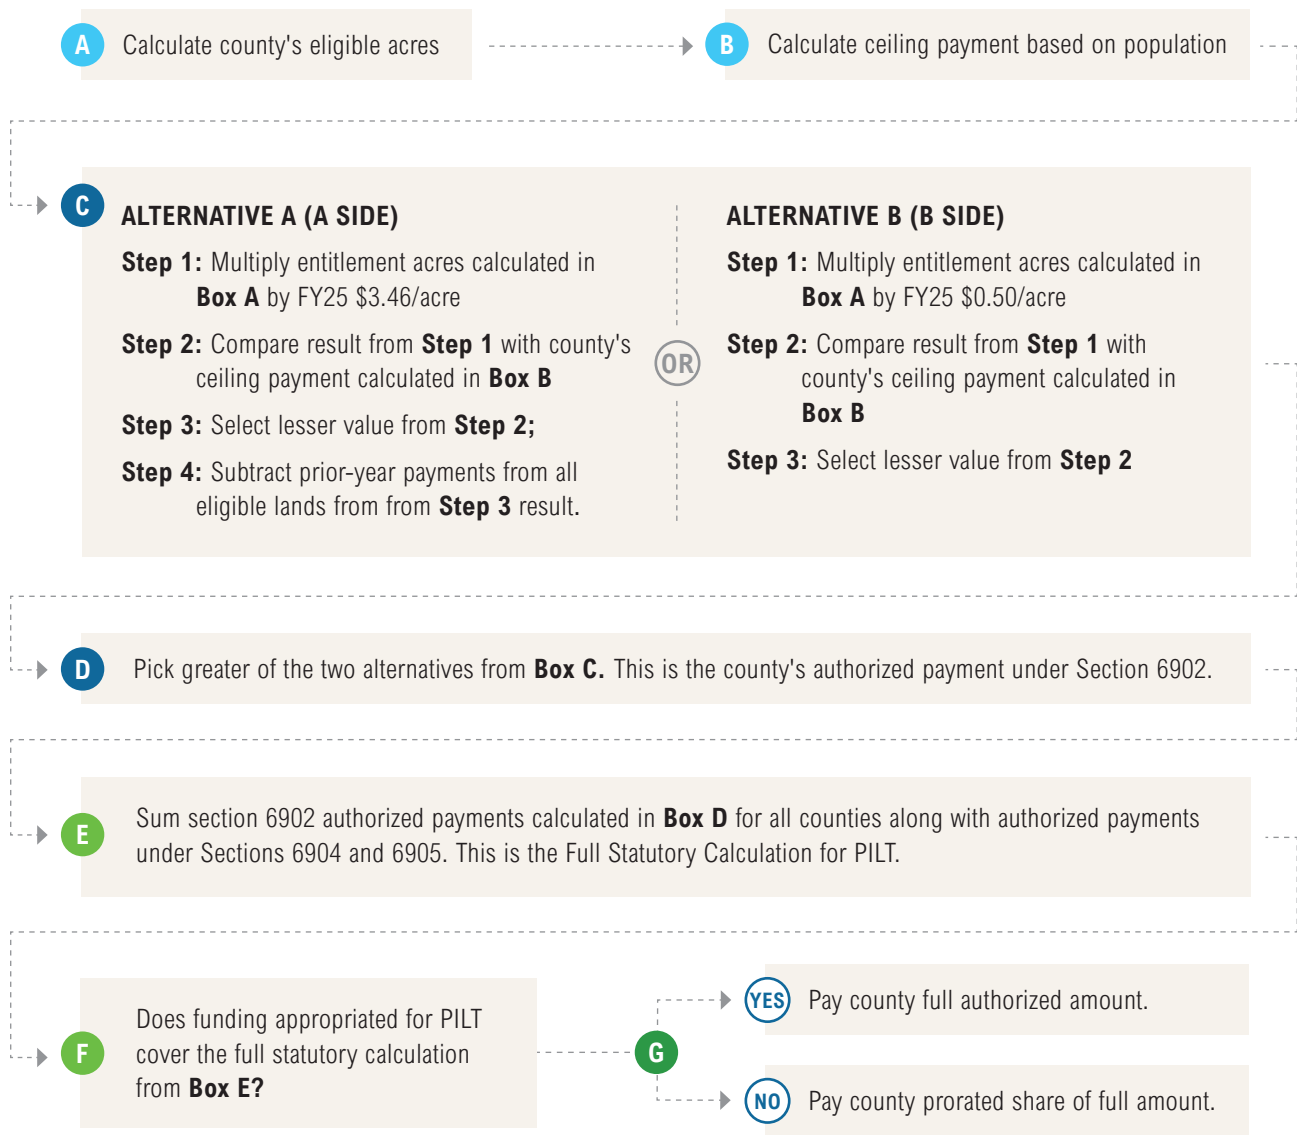 A Calculate county's eligible acres
B Calculate ceiling payment based on population
C
ALTERNATIVE A (A SIDE)
Step 1: Multiply entitlement acres calculated in
Box A by FY25 $3.46/acre
Step 2: Compare result from Step 1 with county's
ceiling payment calculated in Box B
Step 3: Select lesser value from Step 2;
Step 4: Subtract prior-year payments from all
eligible lands from from Step 3 result.
OR
ALTERNATIVE B (B SIDE)
Step 1: Multiply entitlement acres calculated in
Box A by FY25 $0.50/acre
Step 2: Compare result from Step 1 with
county's ceiling payment calculated in
Box B
Step 3: Select lesser value from Step 2
D Pick greater of the two alternatives from Box C. This is the county's authorized payment under Section 6902.
E
Sum section 6902 authorized payments calculated in Box D for all counties along with authorized payments
under Sections 6904 and 6905. This is the Full Statutory Calculation for PILT.
F
Does funding appropriated for PILT
cover the full statutory calculation
from Box E?
G
YES Pay county full authorized amount.
NO Pay county prorated share of full amount.